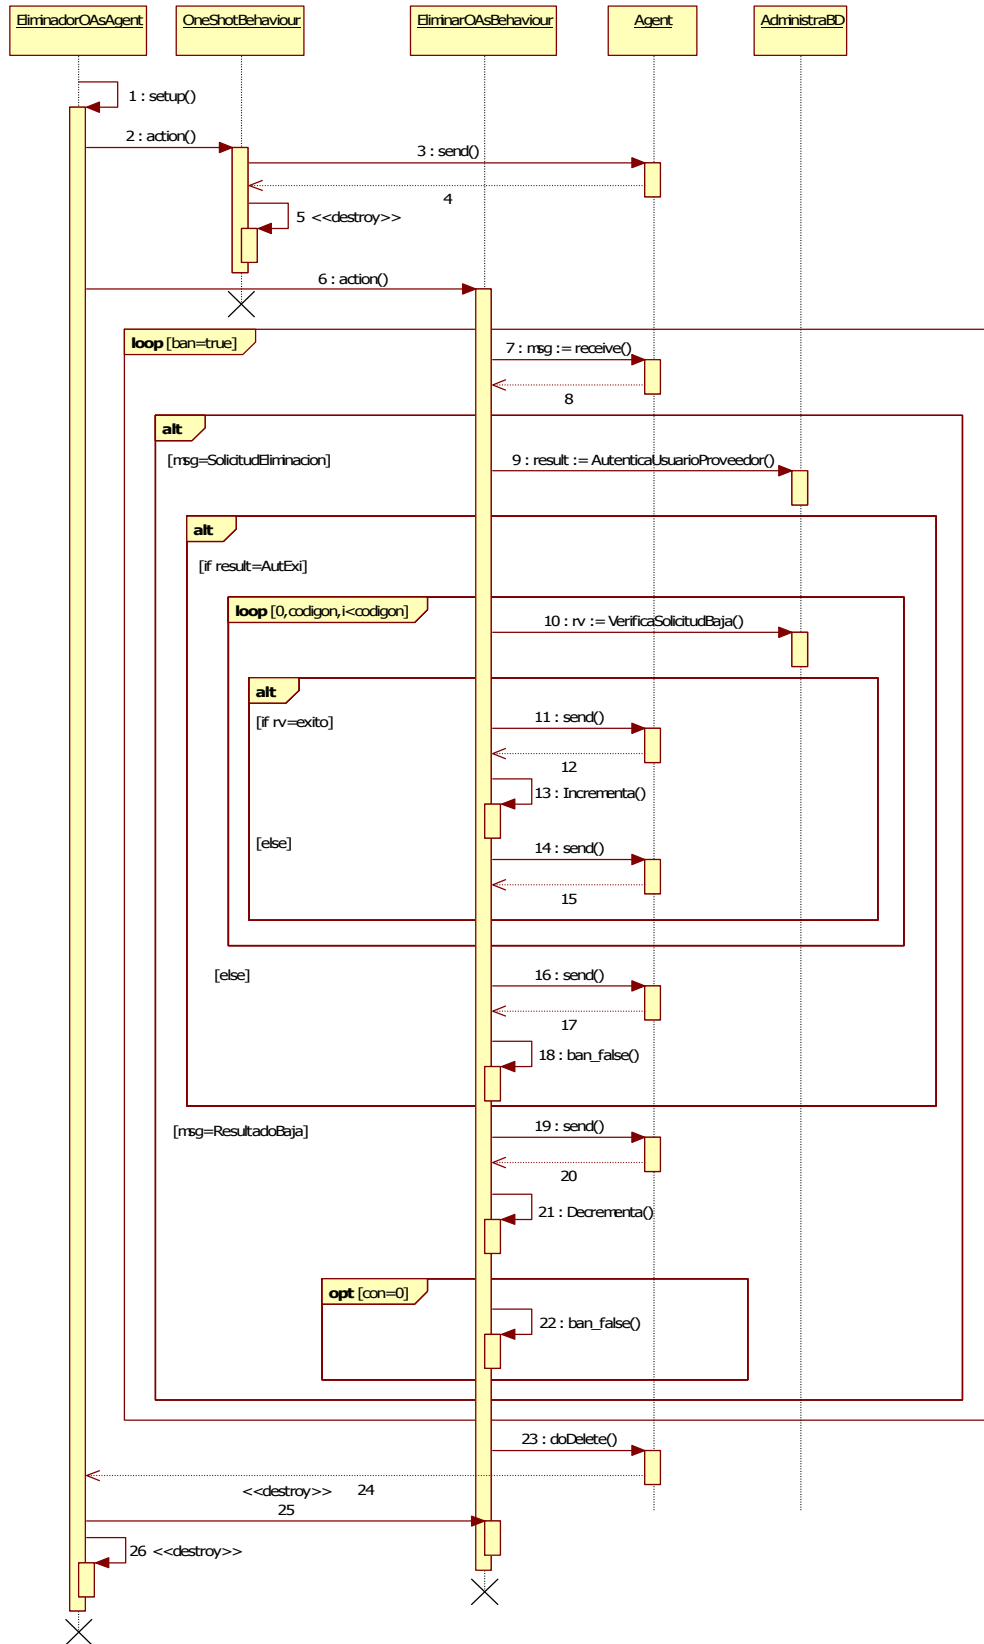 EliminadorOAsAgent
OneShotBehaviour
EliminarOAsBehaviour
Agent
AdministraBD
1 : setup()
2 : action()
3 : send()
4
5 <<destroy>>
6 : action()
loop [ban=true]
7 : msg := receive()
8
alt
[msg=SolicitudEliminacion]
9 : result := AutenticaUsuarioProveedor()
alt
[if result=AutExi]
loop [0,codigon,i<codigon]
10 : rv := VerificaSolicitudBaja()
alt
[if rv=exito]
11 : send()
12
13 : Incrementa()
[else]
14 : send()
15
[else]
16 : send()
17
18 : ban_false()
[msg=ResultadoBaja]
19 : send()
20
21 : Decrementa()
opt [con=0]
22 : ban_false()
23 : doDelete()
24
<<destroy>>
25
26 <<destroy>>